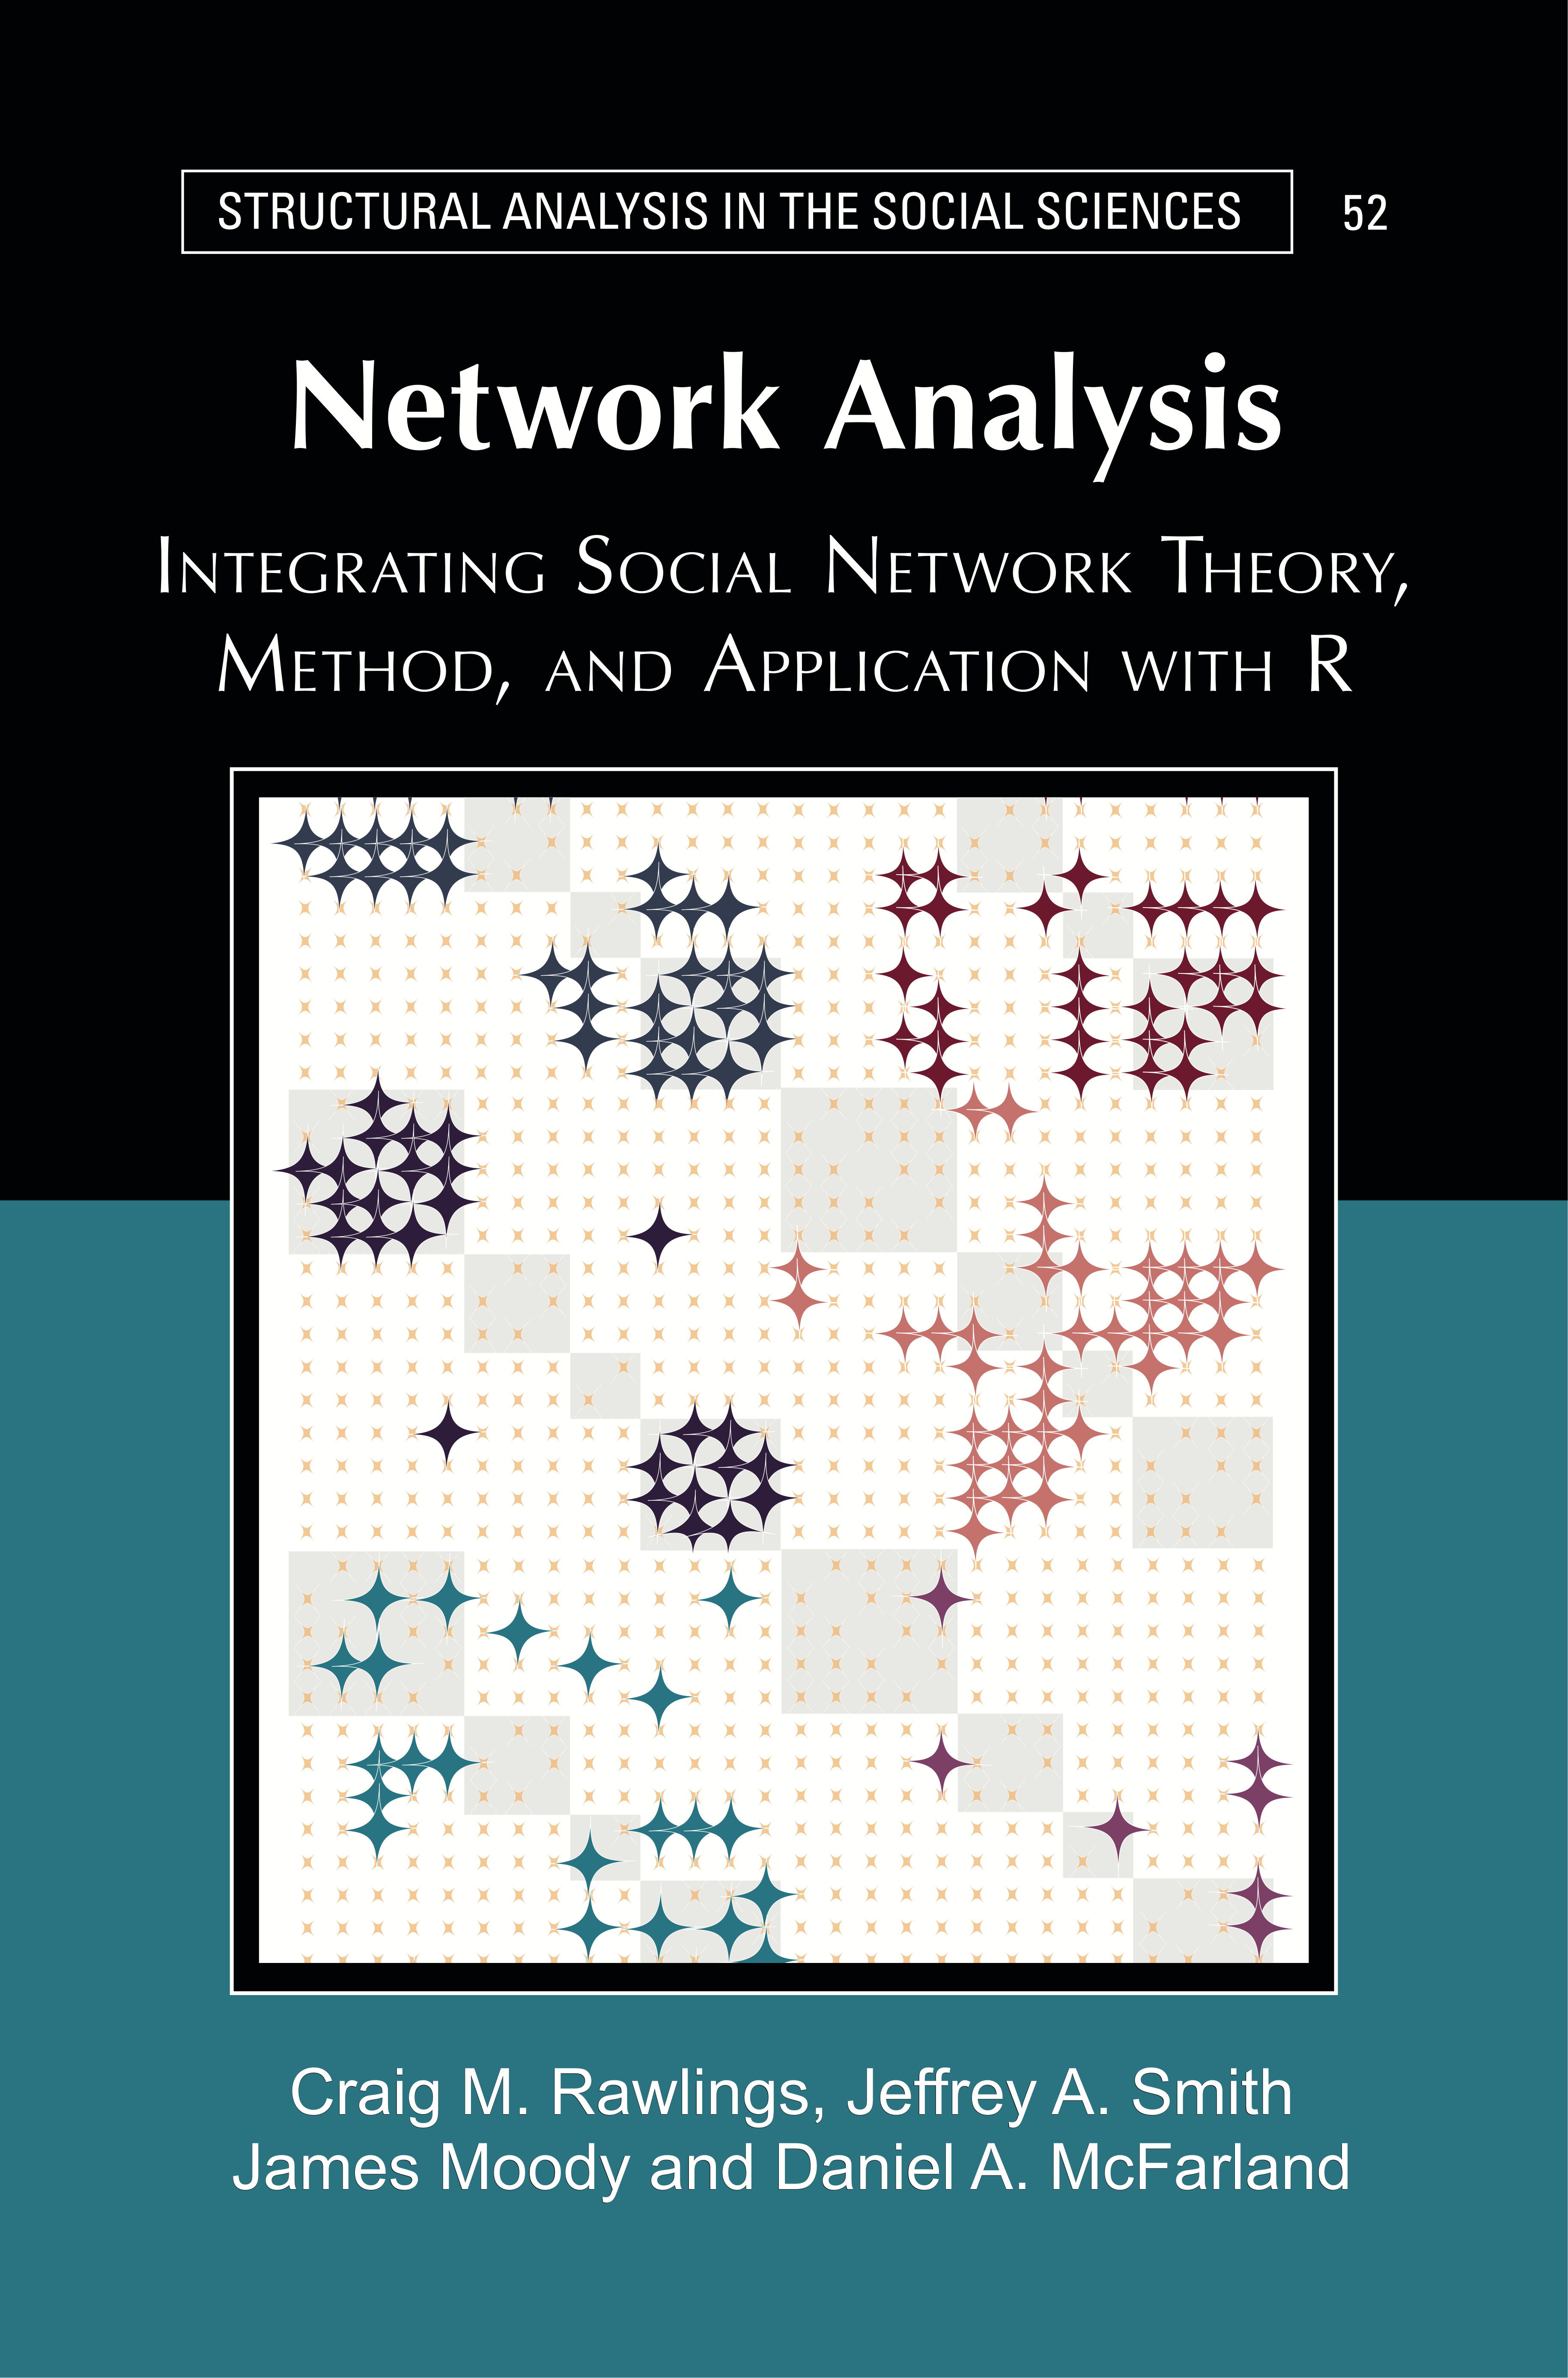 STRUCTURAL ANALYSIS IN THE SOCIAL SCIENCES 52
Network Analysis
INTEGRATING SOCIAL NETWORK THEORY,
METHOD, AND APPLICATION WITH R
Craig M. Rawlings, Jeffrey A. Smith
James Moody and Daniel A. McFarland